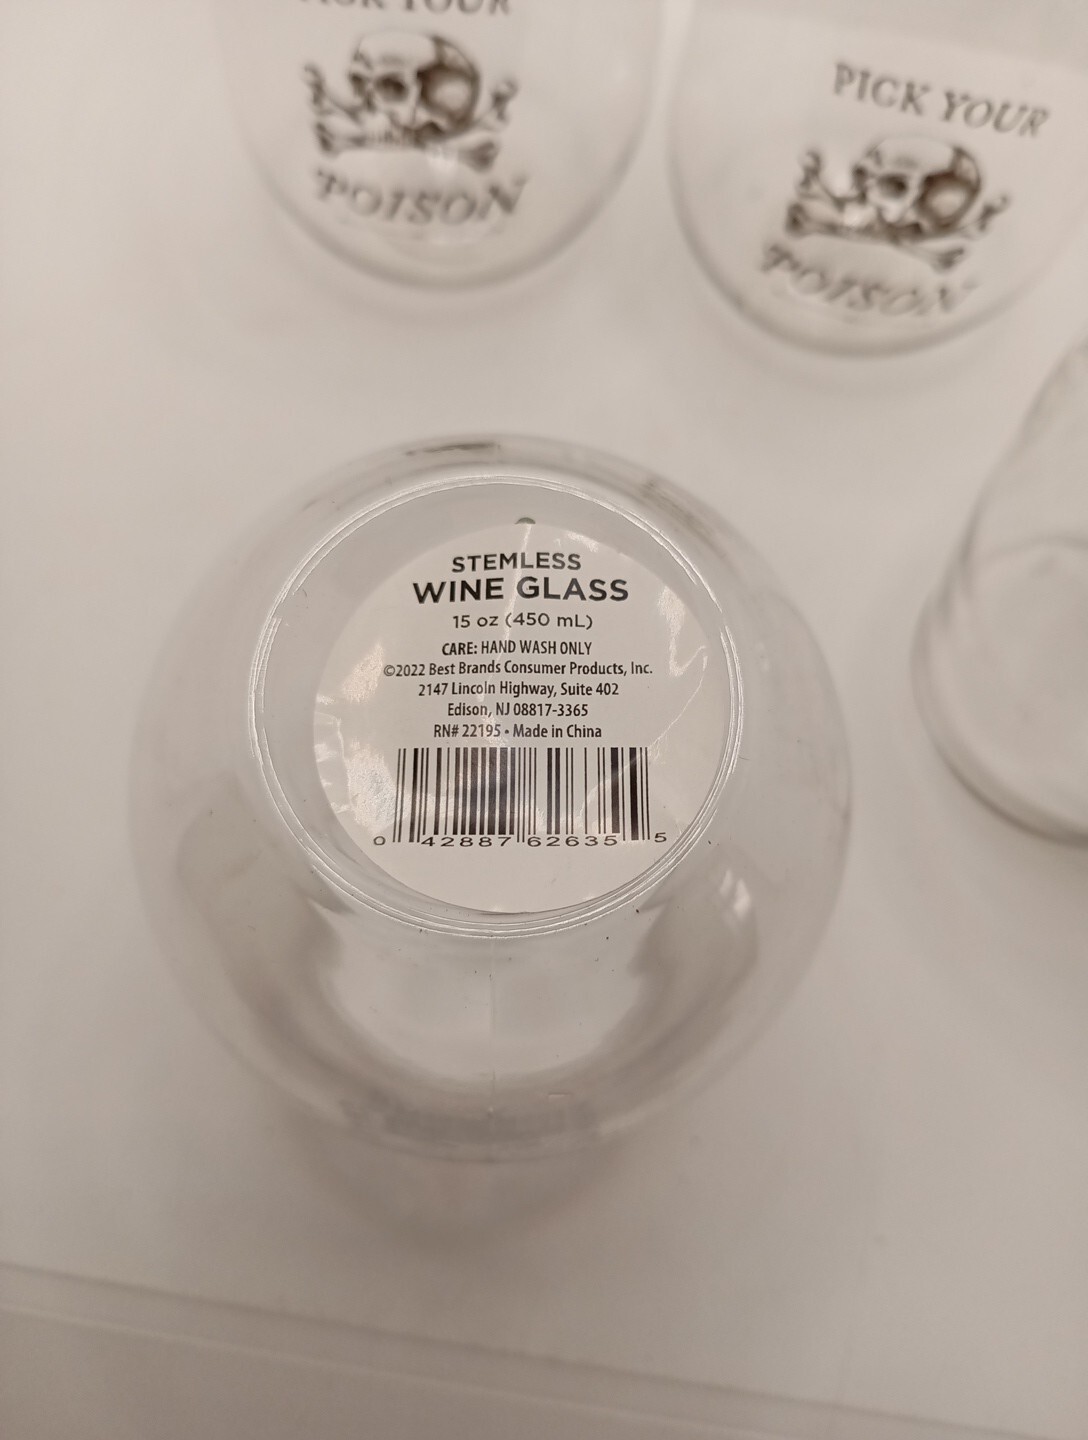 PICK YOUR
POISON
PICK YOUR
POISON
STEMLESS
WINE GLASS
15 oz (450 mL)
CARE: HAND WASH ONLY
©2022 Best Brands Consumer Products, Inc.
2147 Lincoln Highway, Suite 402
Edison, NJ 08817-3365
RN# 22195 • Made in China
0 42887 62635 5